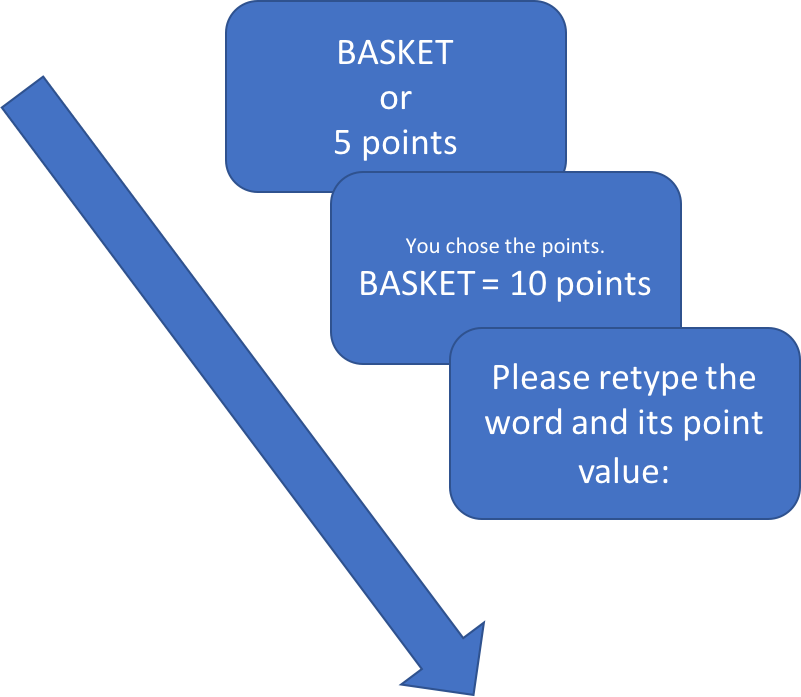 BASKET
or
5 points
You chose the points.
BASKET = 10 points
Please retype the
word and its point
value: